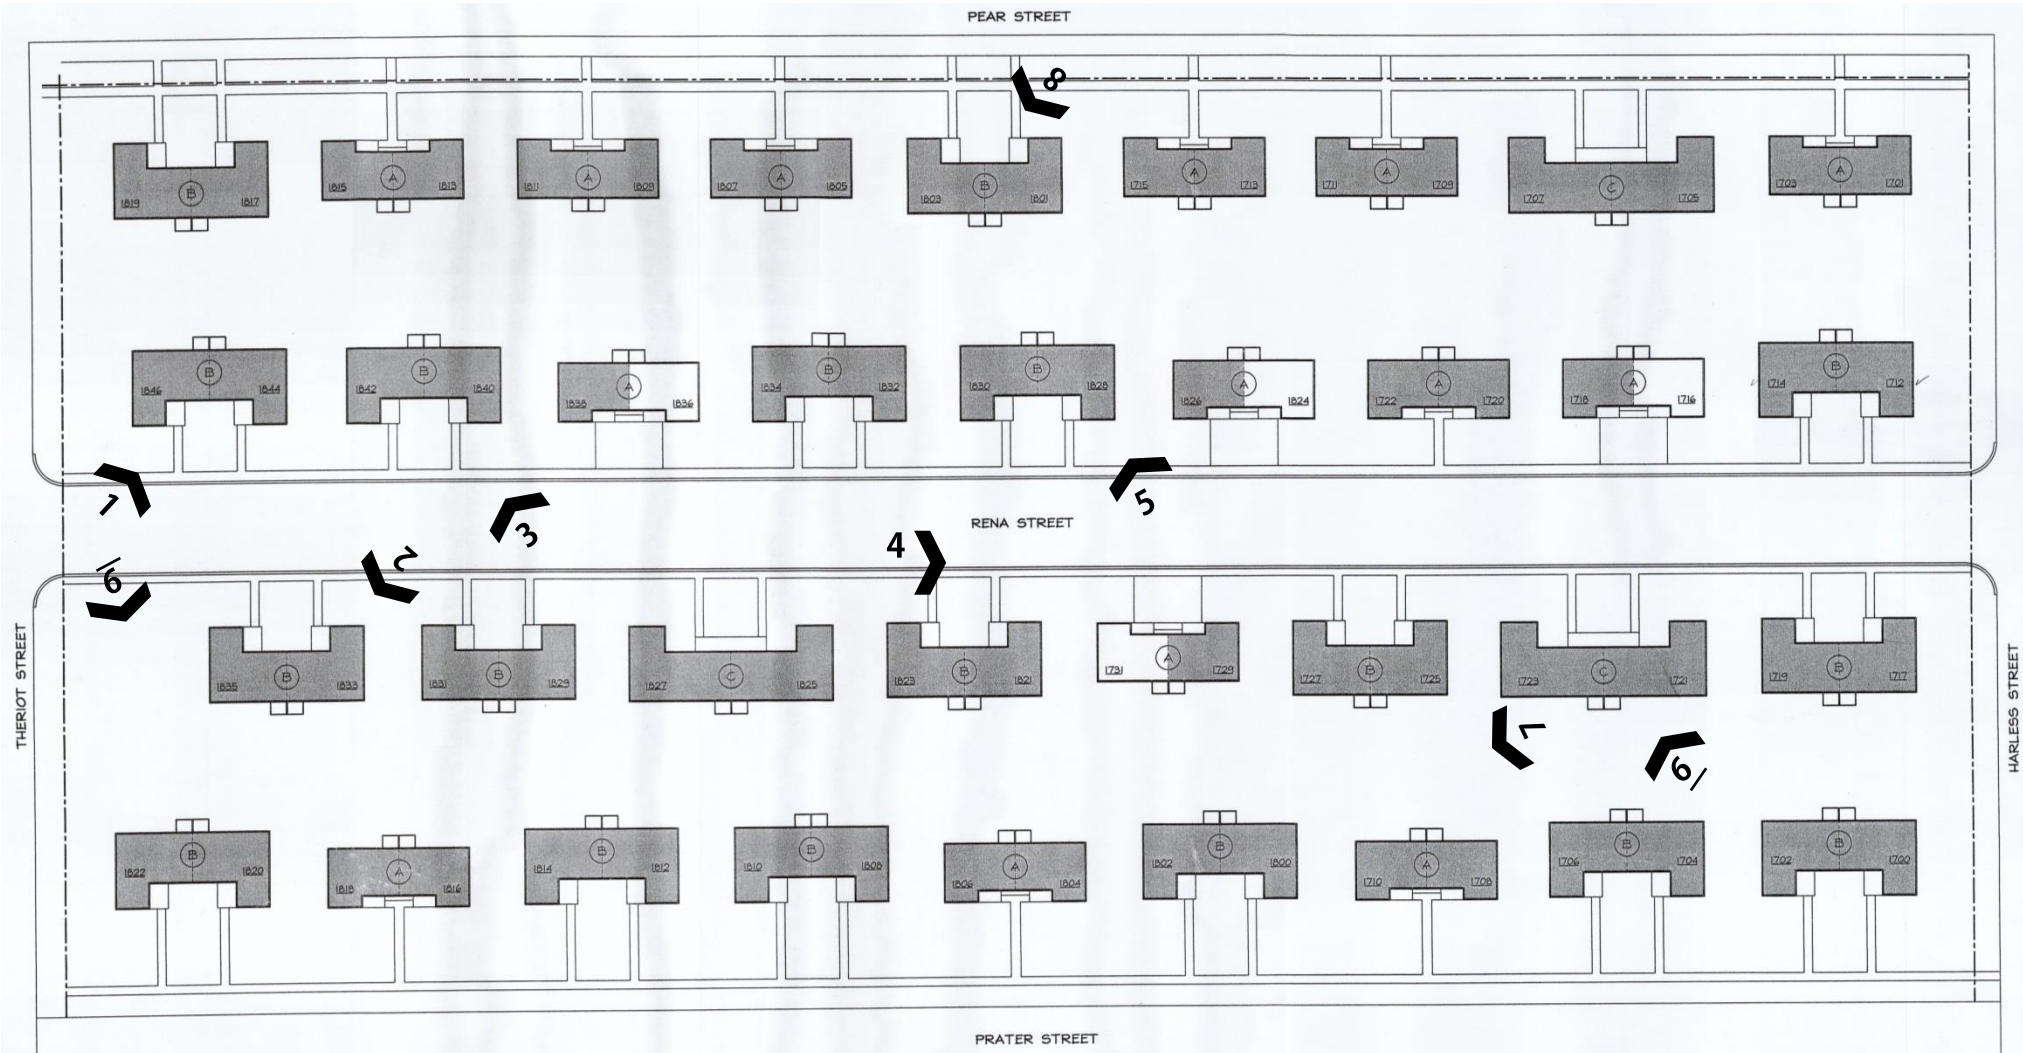 PEAR STREET
8
B
1819 1817
A
1815 1813
A
1811 1809
A
1807 1805
B
1803 1801
A
1715 1713
A
1711 1709
C
1707 1705
A
1703 1701
B
1846 1844
B
1842 1840
A
1838 1836
B
1834 1832
B
1830 1828
A
1826 1824
A
1722 1720
A
1718 1716
B
1714 1712
1
3
5
RENA STREET
2
4
6
THERIOT STREET
HARLESS STREET
B
1835 1833
B
1831 1829
C
1827 1825
B
1823 1821
A
1731 1729
B
1727 1725
C
1723 1721
B
1719 1717
7
9
B
1822 1820
A
1818 1816
B
1814 1812
B
1810 1808
A
1806 1804
B
1802 1800
A
1710 1708
B
1706 1704
B
1702 1700
PRATER STREET